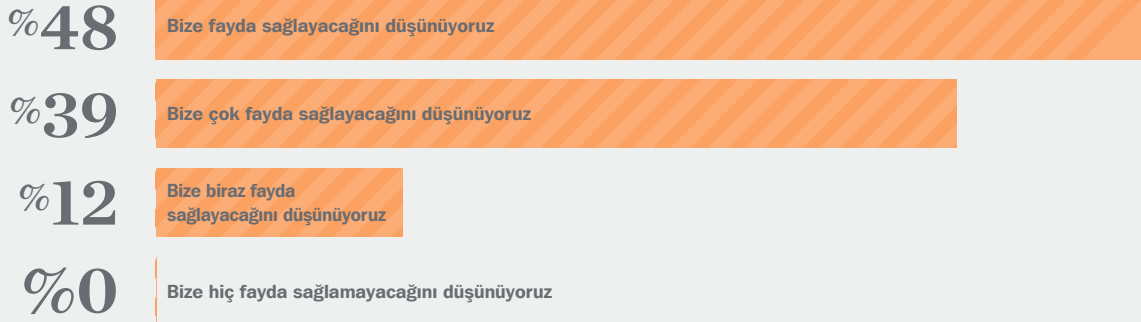 %48 Bize fayda sağlayacağını düşünüyoruz
%39 Bize çok fayda sağlayacağını düşünüyoruz
%12 Bize biraz fayda
sağlayacağını düşünüyoruz
%0 Bize hiç fayda sağlamayacağını düşünüyoruz